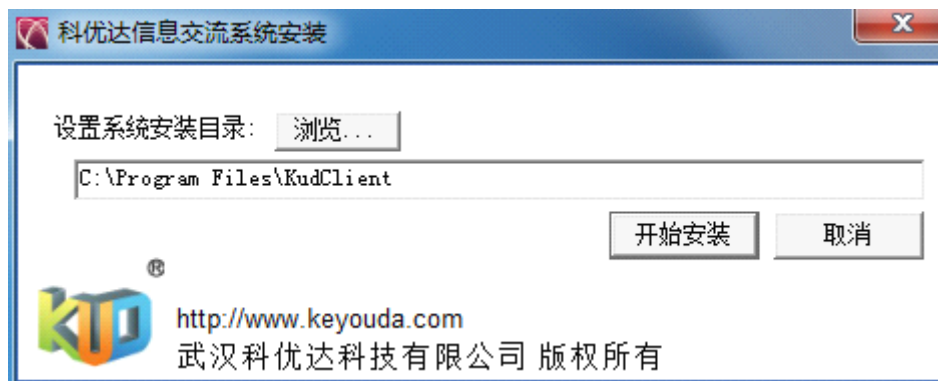 科优达信息交流系统安装
设置系统安装目录： 浏览...
C:\Program Files\KudClient
开始安装 取消
®
KUD
http://www.keyouda.com
武汉科优达科技有限公司 版权所有